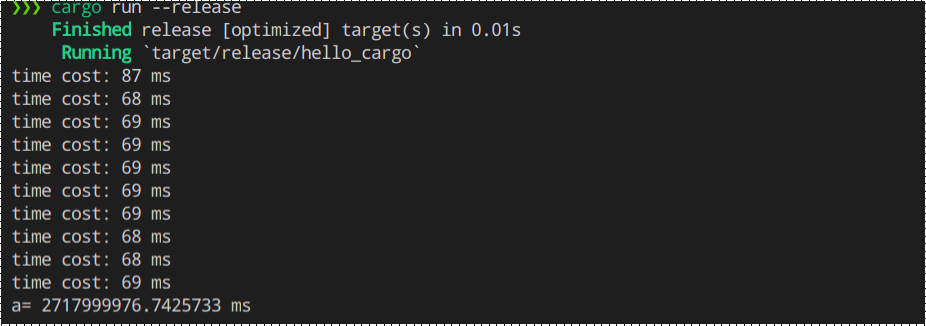 ❯❯❯ cargo run --release
Finished release [optimized] target(s) in 0.01s
Running `target/release/hello_cargo`
time cost: 87 ms
time cost: 68 ms
time cost: 69 ms
time cost: 69 ms
time cost: 69 ms
time cost: 69 ms
time cost: 69 ms
time cost: 68 ms
time cost: 68 ms
time cost: 69 ms
a= 2717999976.7425733 ms